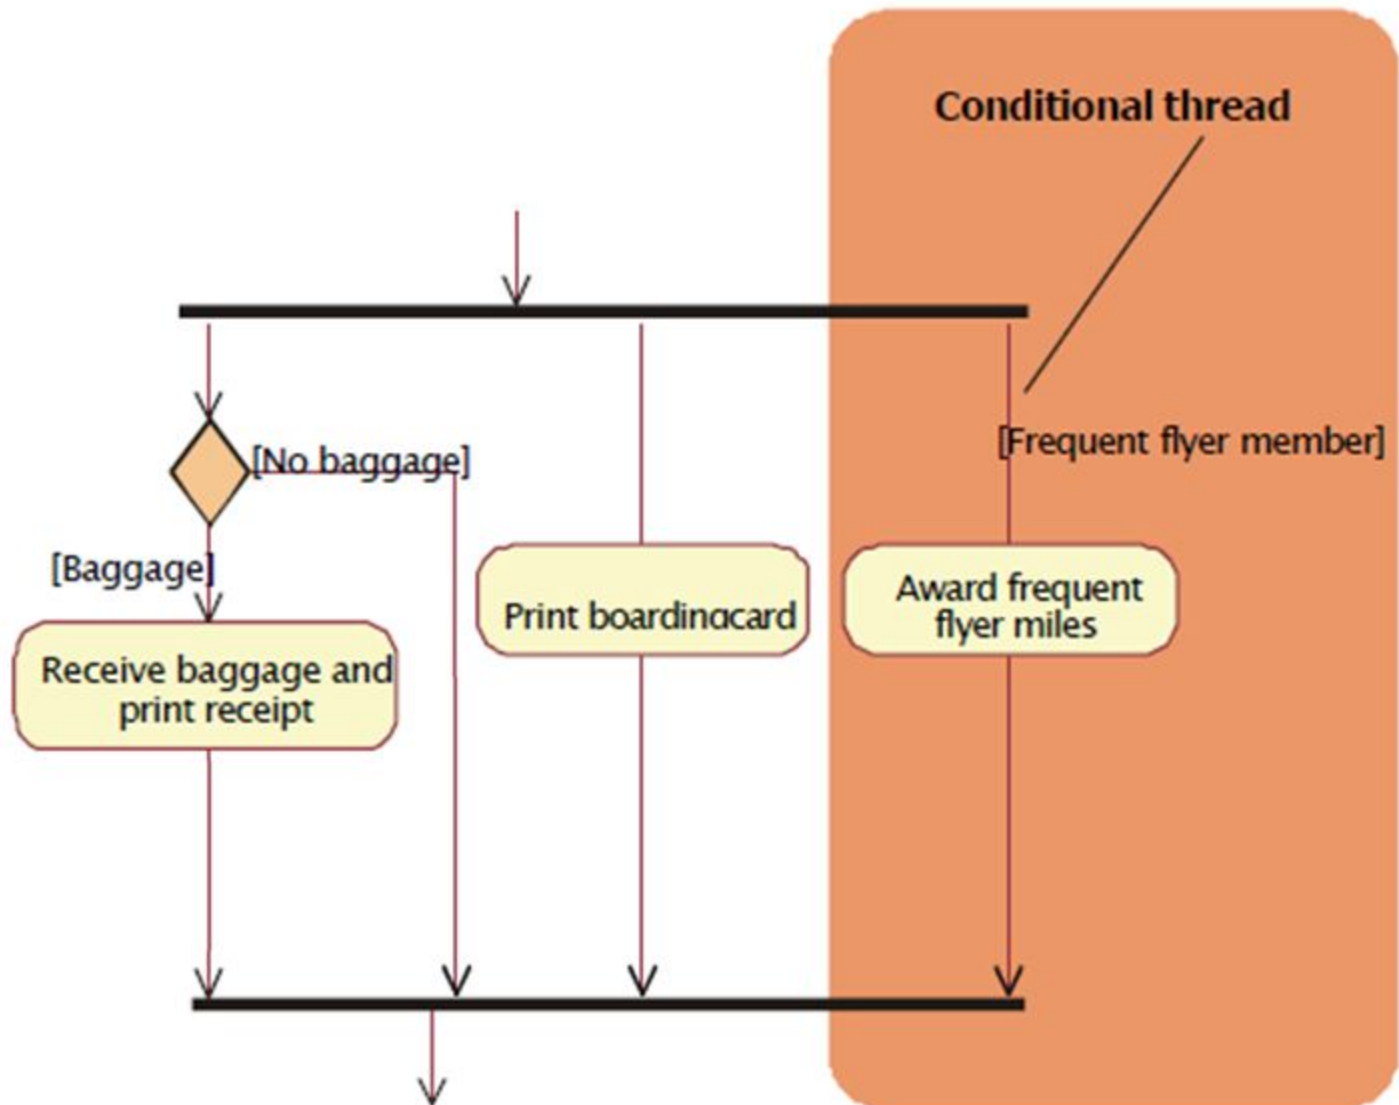 Conditional thread
[No baggage]
[Frequent flyer member]
[Baggage]
Print boardingcard
Award frequent
flyer miles
Receive baggage and
print receipt